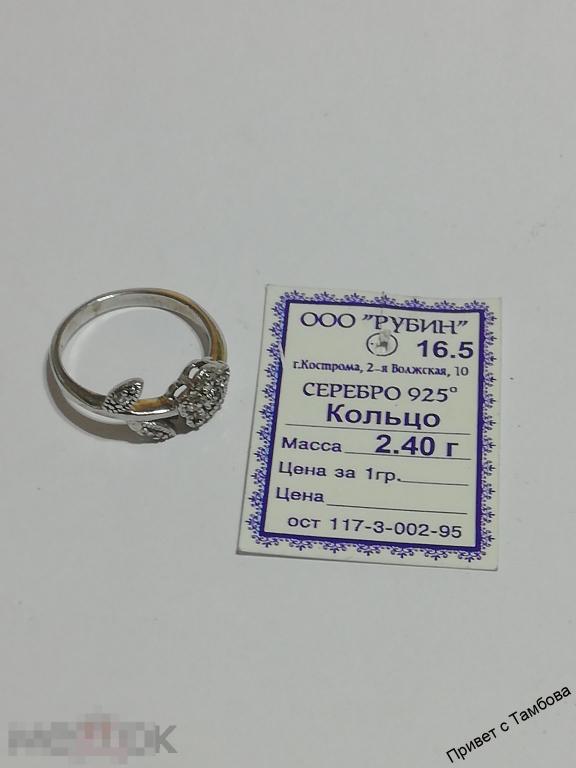 ООО "РУБИН"
16.5
г.Кострома, 2-я Волжская, 10
СЕРЕБРО 925°
Кольцо
Масса 2.40 г
Цена за 1гр.
Цена
ост 117-3-002-95
Привет с Тамбова